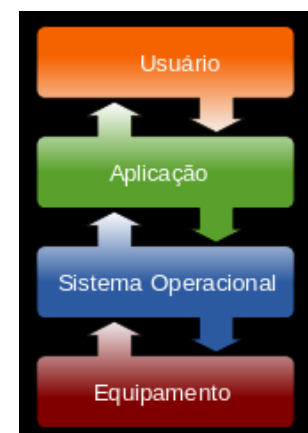 Usuário
Aplicação
Sistema Operacional
Equipamento